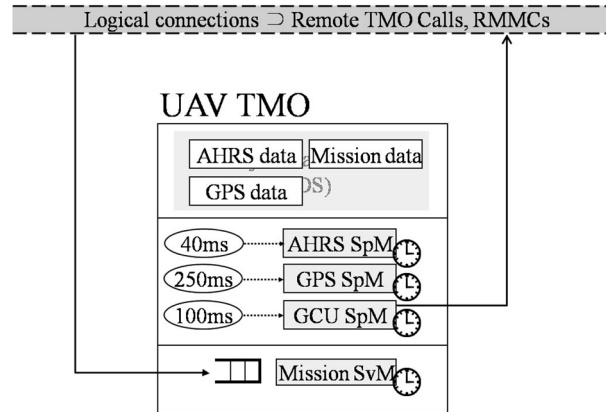 Logical connections ⊃ Remote TMO Calls, RMMCs
UAV TMO
AHRS data Mission data
GPS data DS)
40ms AHRS SpM
250ms GPS SpM
100ms GCU SpM
Mission SvM